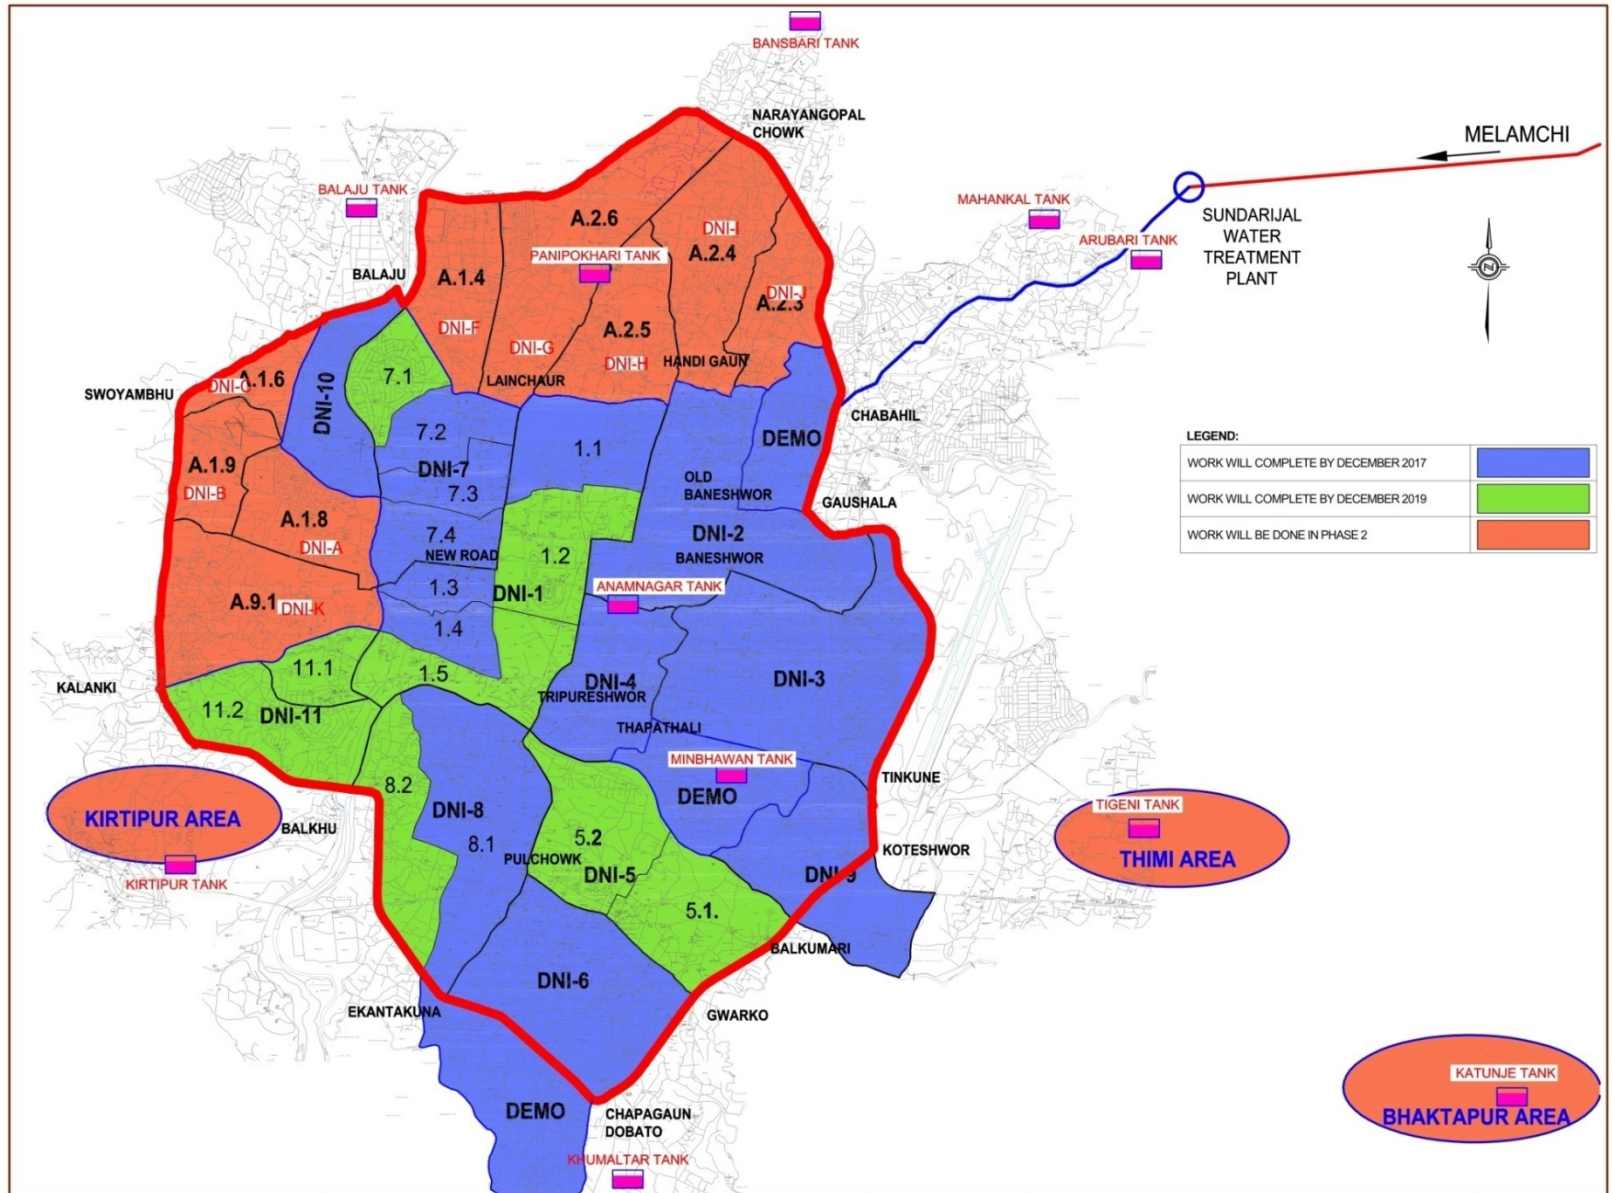 BANSBARI TANK
NARAYANGOPAL
CHOWK
MELAMCHI
BALAJU TANK
MAHANKAL TANK
SUNDARIJAL
WATER
TREATMENT
PLANT
ARUBARI TANK
A.2.6
DNI-I
A.2.4
PANIPOKHARI TANK
BALAJU
A.1.4
DNI-J
A.2.3
DNI-F
A.2.5
DNI-G
DNI-H
HANDI GAUN
LAINCHAUR
7.1
A.1.6
DNI-C
SWOYAMBHU
DNI-10
CHABAHIL
7.2
DEMO
1.1
LEGEND:
WORK WILL COMPLETE BY DECEMBER 2017
WORK WILL COMPLETE BY DECEMBER 2019
WORK WILL BE DONE IN PHASE 2
A.1.9
DNI-B
DNI-7
7.3
OLD
BANESHWOR
GAUSHALA
A.1.8
DNI-A
7.4
NEW ROAD
1.2
DNI-2
BANESHWOR
1.3
DNI-1
ANAMNAGAR TANK
A.9.1
DNI-K
1.4
11.1
1.5
KALANKI
11.2
DNI-11
DNI-4
TRIPURESHWOR
DNI-3
THAPATHALI
MINBHAWAN TANK
DEMO
TINKUNE
8.2
KIRTIPUR AREA
BALKHU
KIRTIPUR TANK
DNI-8
8.1
PULCHOWK
5.2
DNI-5
5.1.
DNI-9
KOTESHWOR
TIGENI TANK
THIMI AREA
BALKUMARI
DNI-6
EKANTAKUNA
GWARKO
DEMO
CHAPAGAUN
DOBATO
KHUMALTAR TANK
KATUNJE TANK
BHAKTAPUR AREA